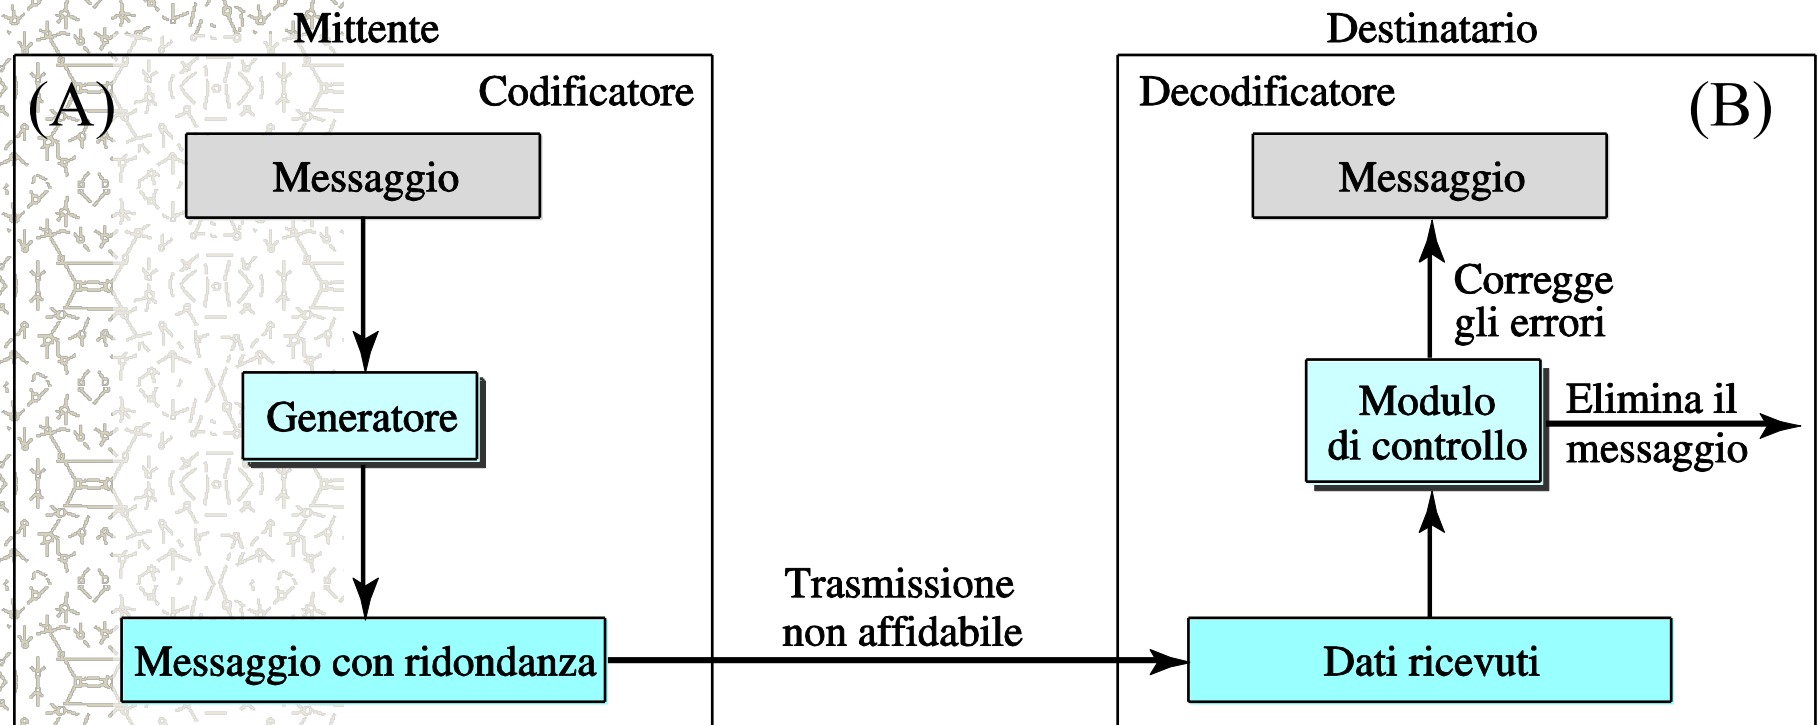 Mittente
(A)
Codificatore
Messaggio
Generatore
Messaggio con ridondanza
Trasmissione
non affidabile
Destinatario
Decodificatore
(B)
Messaggio
Corregge
gli errori
Modulo
di controllo
Elimina il
messaggio
Dati ricevuti